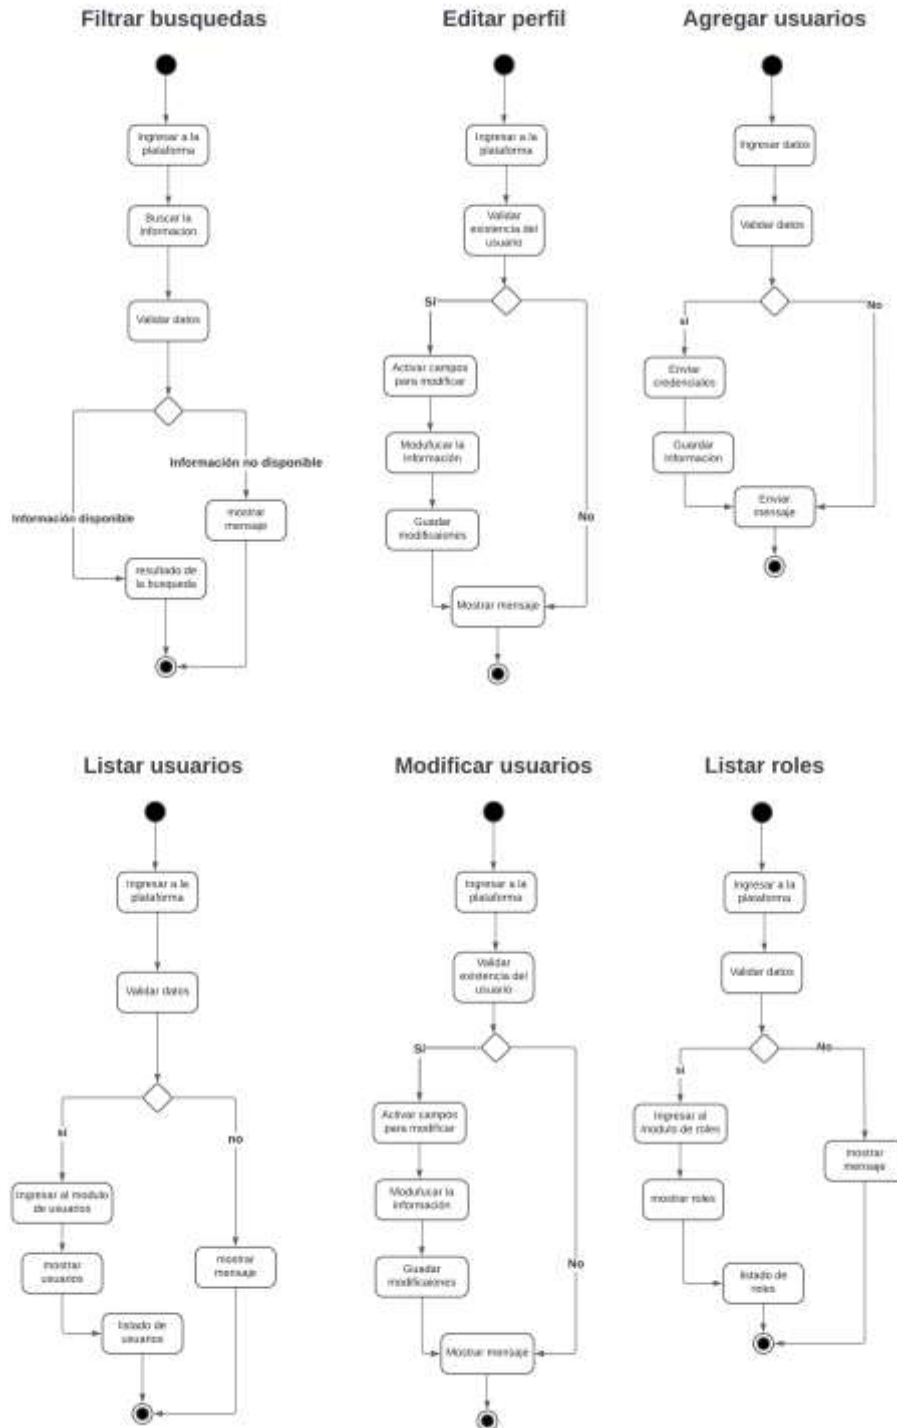 Filtrar busquedas
Ingresar a la
plataforma
Buscar la
informacion
Validar datos
Información no disponible
Información disponible
mostrar
mensaje
resultado de
la busqueda
Editar perfil
Ingresar a la
plataforma
Validar
existencia del
usuario
Sí
Activar campos
para modificar
Modufucar la
Información
Guadar
modificaiones
No
Mostrar mensaje
Agregar usuarios
Ingresar datos
Validar datos
si
No
Enviar
credenciales
Guardar
Informacion
Enviar
mensaje
Listar usuarios
Ingresar a la
plataforma
Validar datos
si
no
Ingresar al modulo
de usuarios
mostrar
usuarios
mostrar
mensaje
listado de
usuarios
Modificar usuarios
Ingresar a la
plataforma
Validar
existencia del
usuario
Sí
Activar campos
para modificar
Modufucar la
información
Guadar
modificaiones
No
Mostrar mensaje
Listar roles
Ingresar a la
plataforma
Validar datos
No
si
Ingresar al
modulo de roles
mostrar
mensaje
mostrar roles
listado de
roles